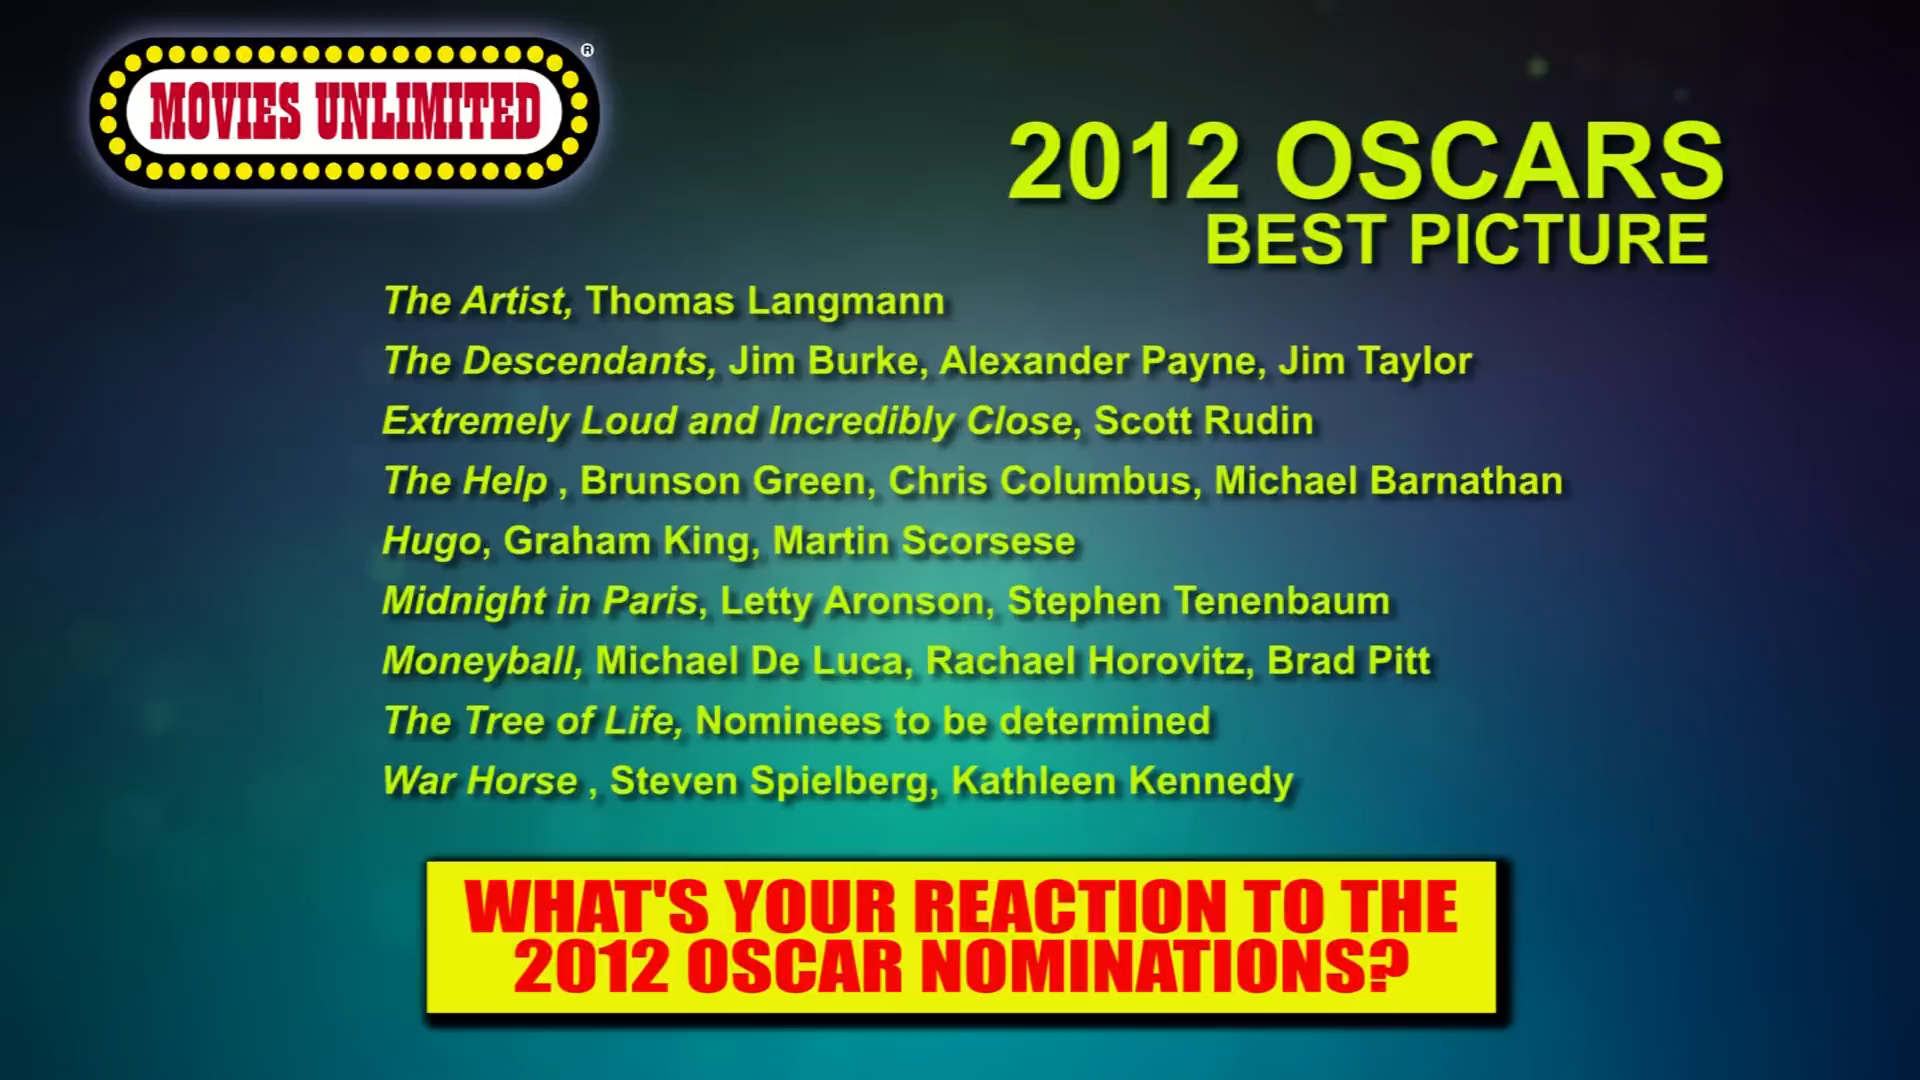 MOVIES UNLIMITED®
2012 OSCARS
BEST PICTURE
The Artist, Thomas Langmann
The Descendants, Jim Burke, Alexander Payne, Jim Taylor
Extremely Loud and Incredibly Close, Scott Rudin
The Help , Brunson Green, Chris Columbus, Michael Barnathan
Hugo, Graham King, Martin Scorsese
Midnight in Paris, Letty Aronson, Stephen Tenenbaum
Moneyball, Michael De Luca, Rachael Horovitz, Brad Pitt
The Tree of Life, Nominees to be determined
War Horse , Steven Spielberg, Kathleen Kennedy
WHAT'S YOUR REACTION TO THE
2012 OSCAR NOMINATIONS?